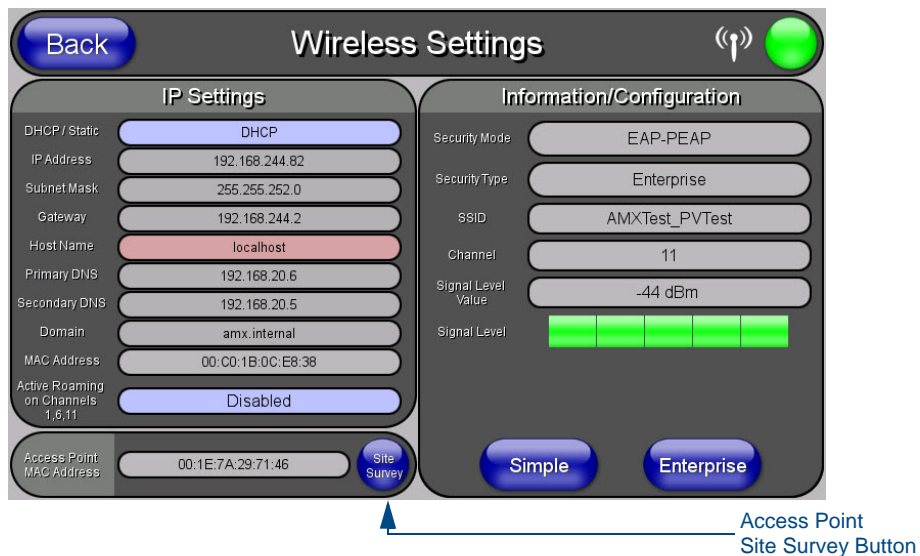 Back
Wireless Settings
IP Settings
DHCP / Static
DHCP
IP Address
192.168.244.82
Subnet Mask
255.255.252.0
Gateway
192.168.244.2
Host Name
localhost
Primary DNS
192.168.20.6
Secondary DNS
192.168.20.5
Domain
amx.internal
MAC Address
00:C0:1B:0C:E8:38
Active Roaming
on Channels
1,6,11
Disabled
Access Point
MAC Address
00:1E:7A:29:71:46
Site
Survey
Information/Configuration
Security Mode
EAP-PEAP
Security Type
Enterprise
SSID
AMXTest_PVTest
Channel
11
Signal Level
Value
-44 dBm
Signal Level
Simple
Enterprise
Access Point
Site Survey Button